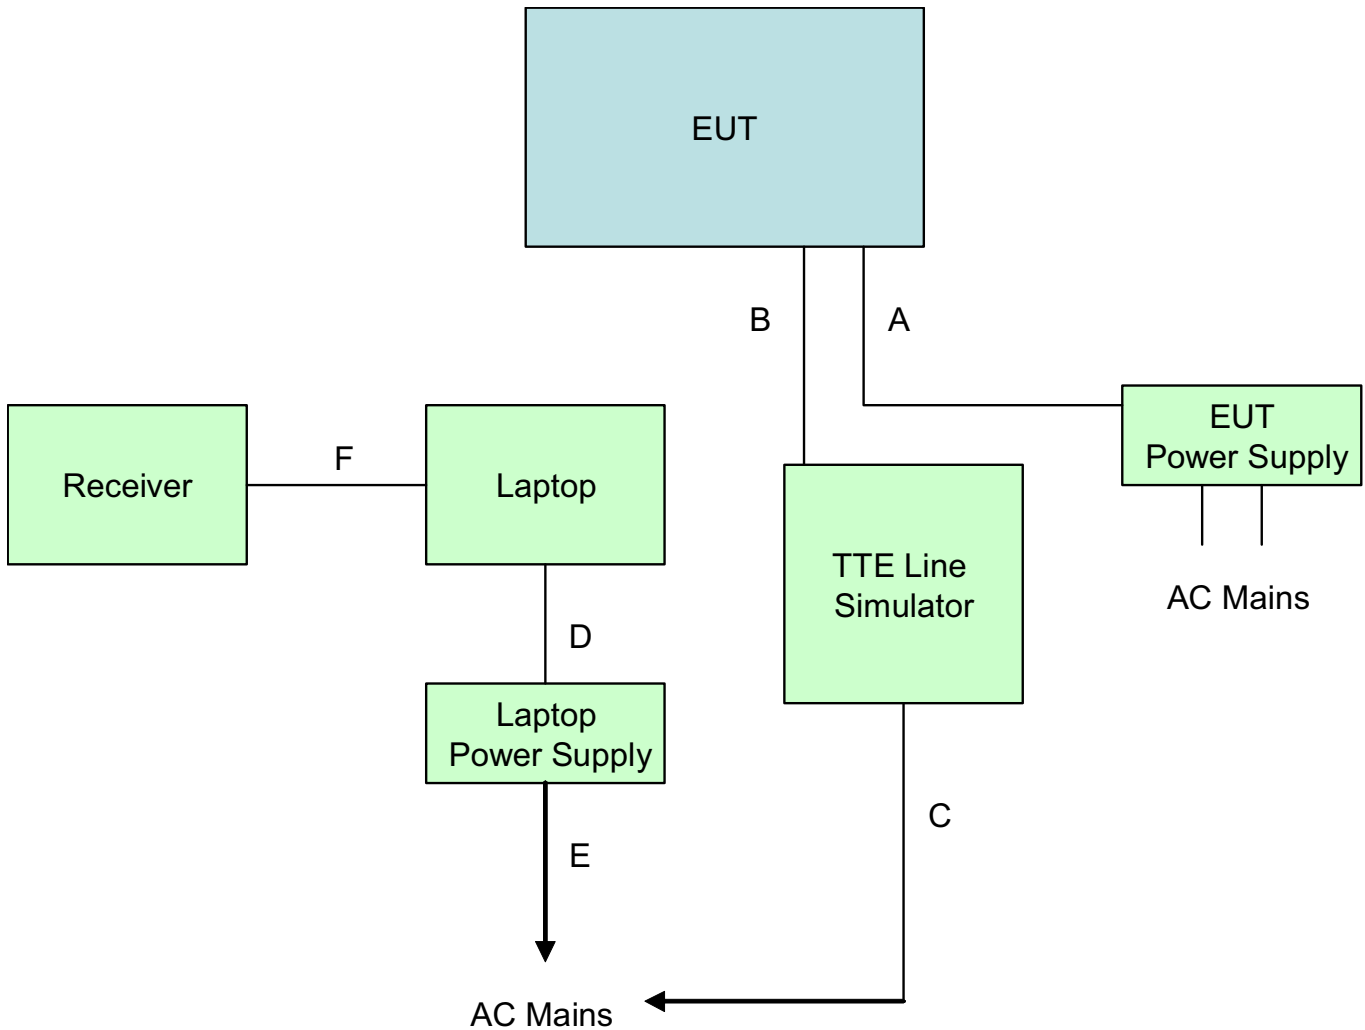 EUT
B
A
EUT
Power Supply
F
Receiver
Laptop
TTE Line
Simulator
AC Mains
D
Laptop
Power Supply
C
E
AC Mains